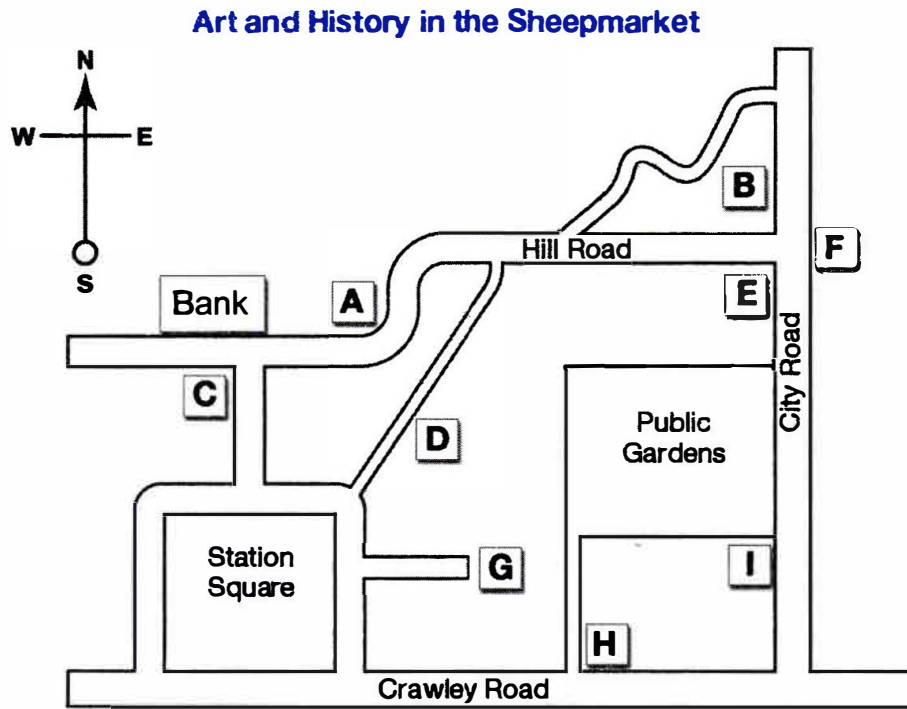 Art and History in the Sheepmarket
N
W E
S
B
Hill Road
F
A
E
Bank
City Road
C
D
Public
Gardens
Station
Square
G
I
H
Crawley Road